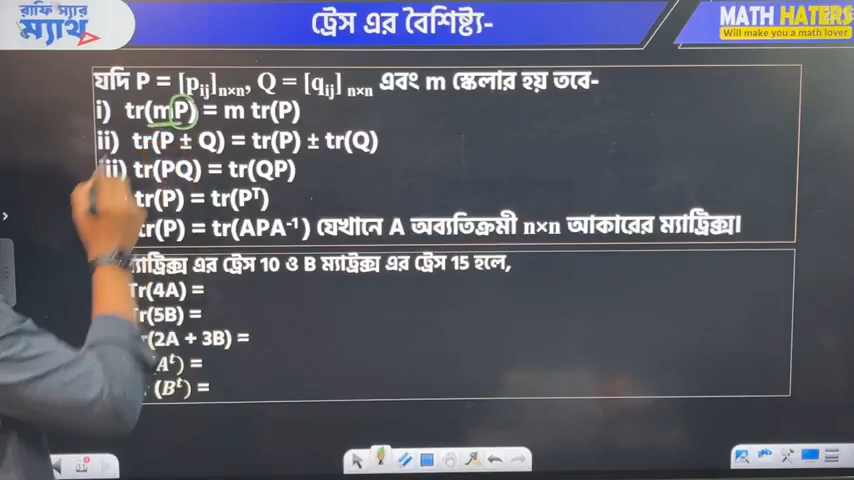 রাফি স্যার
ম্যাথ
ট্রেস এর বৈশিষ্ট্য-
MATH HATERS
Will make you a math lover
যদি P = [pᵢⱼ]ₙₓₙ, Q = [qᵢⱼ] ₙₓₙ এবং m স্কেলার হয় তবে-
i) tr(mP) = m tr(P)
ii) tr(P ± Q) = tr(P) ± tr(Q)
iii) tr(PQ) = tr(QP)
tr(P) = tr(Pᵀ)
tr(P) = tr(APA⁻¹) যেখানে A অব্যতিক্রমী n×n আকারের ম্যাট্রিক্স।
ম্যাট্রিক্স এর ট্রেস 10 ও B ম্যাট্রিক্স এর ট্রেস 15 হলে,
Tr(4A) =
Tr(5B) =
(2A + 3B) =
(Aᵗ) =
(Bᵗ) =